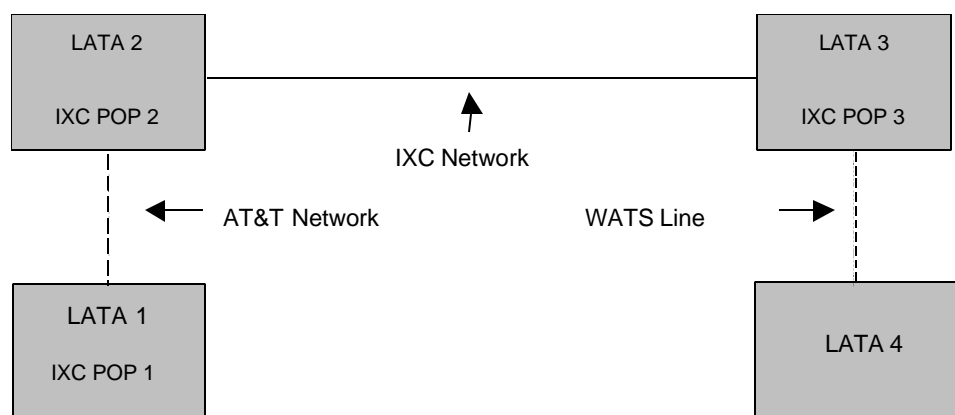 LATA 2
IXC POP 2
LATA 3
IXC POP 3
IXC Network
AT&T Network
WATS Line
LATA 1
IXC POP 1
LATA 4